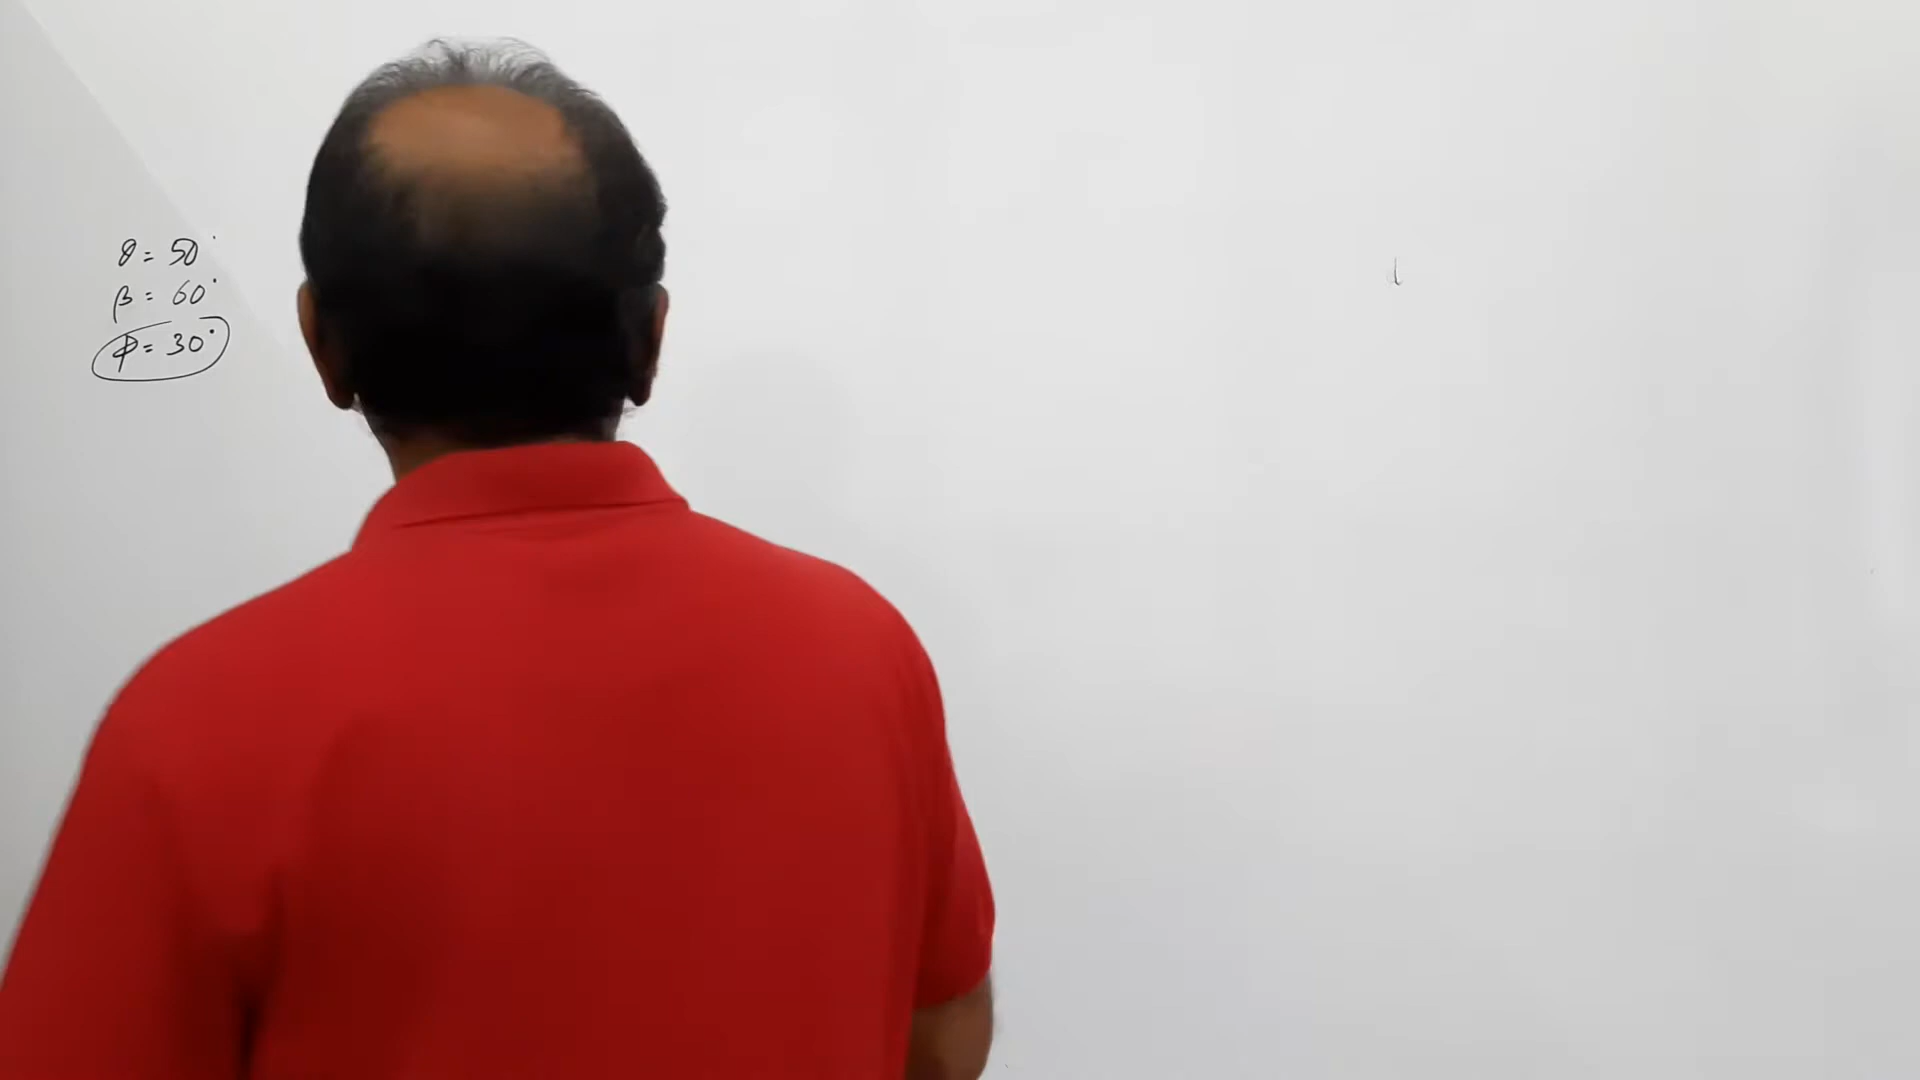 θ = 50°
β = 60°
φ = 30°